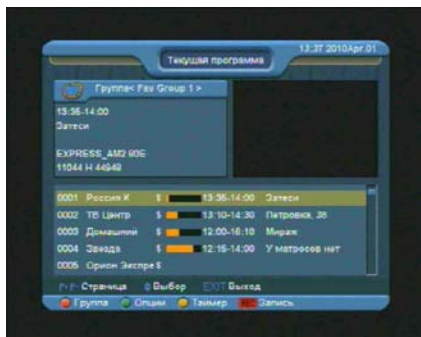 13:37 2010Apr.01
Текущая программа
Группа< Fav Group 1 >
13:35-14:00
Затеси
EXPRESS_AM2 80E
11044 H 44948
0001 Россия К $ 13:35-14:00 Затеси
0002 ТВ Центр $ 13:10-14:30 Петровка, 38
0003 Домашний $ 12:00-16:10 Мираж
0004 Звезда $ 12:15-14:00 У матросов нет
0005 Орион Экспре $
P+P- Страница Выбор EXIT Выход
Группа Опции Таймер REC Запись